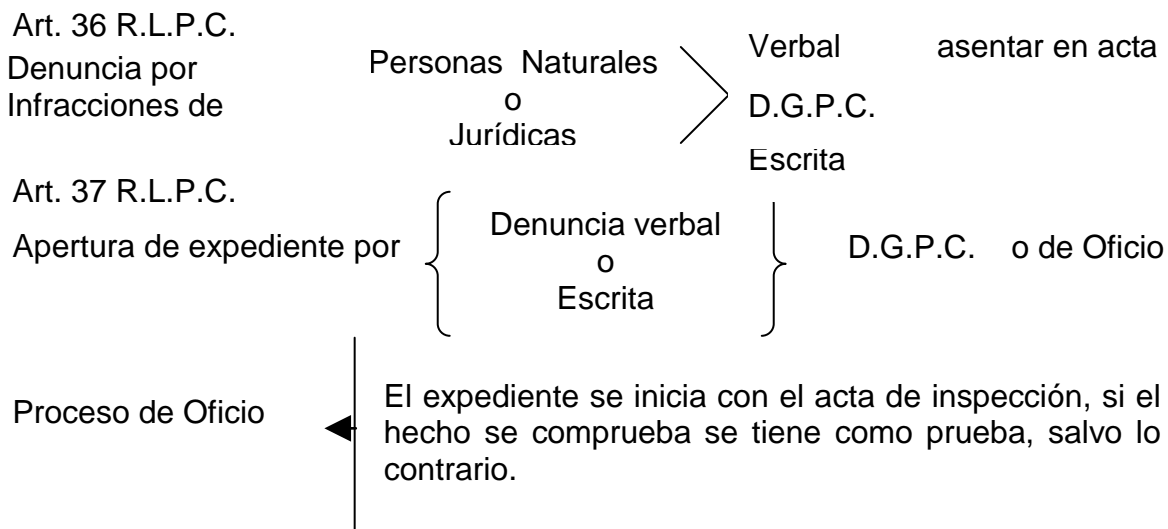 Art. 36 R.L.P.C.
Denuncia por
Infracciones de
Personas Naturales
o
Jurídicas
Verbal asentar en acta
D.G.P.C.
Escrita
Art. 37 R.L.P.C.
Apertura de expediente por
Denuncia verbal
o
Escrita
D.G.P.C. o de Oficio
Proceso de Oficio
El expediente se inicia con el acta de inspección, si el
hecho se comprueba se tiene como prueba, salvo lo
contrario.